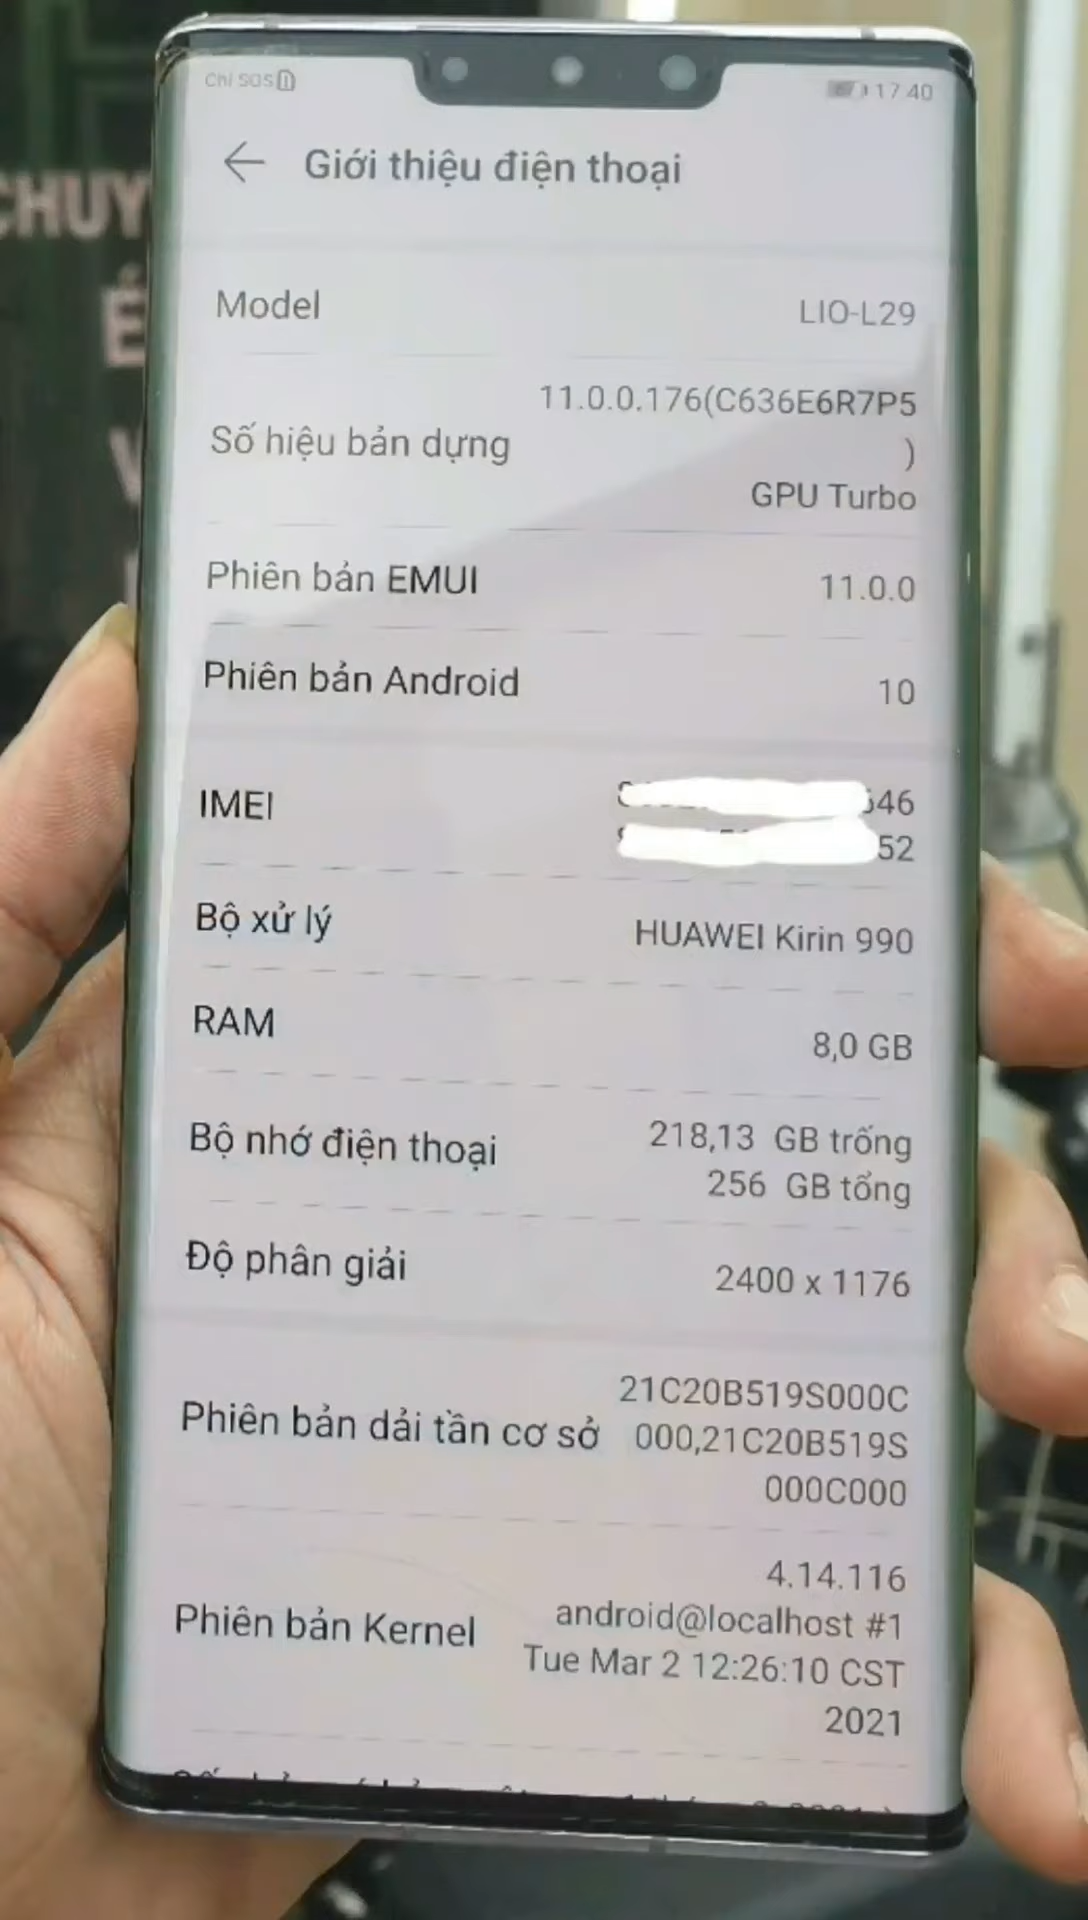 Chỉ SOS
17:40
Giới thiệu điện thoại
Model
LIO-L29
Số hiệu bản dựng
11.0.0.176(C636E6R7P5
)
GPU Turbo
Phiên bản EMUI
11.0.0
Phiên bản Android
10
IMEI
46
52
Bộ xử lý
HUAWEI Kirin 990
RAM
8,0 GB
Bộ nhớ điện thoại
218,13 GB trống
256 GB tổng
Độ phân giải
2400 x 1176
Phiên bản dải tần cơ sở
21C20B519S000C
000,21C20B519S
000C000
Phiên bản Kernel
4.14.116
android@localhost #1
Tue Mar 2 12:26:10 CST
2021
CHUY